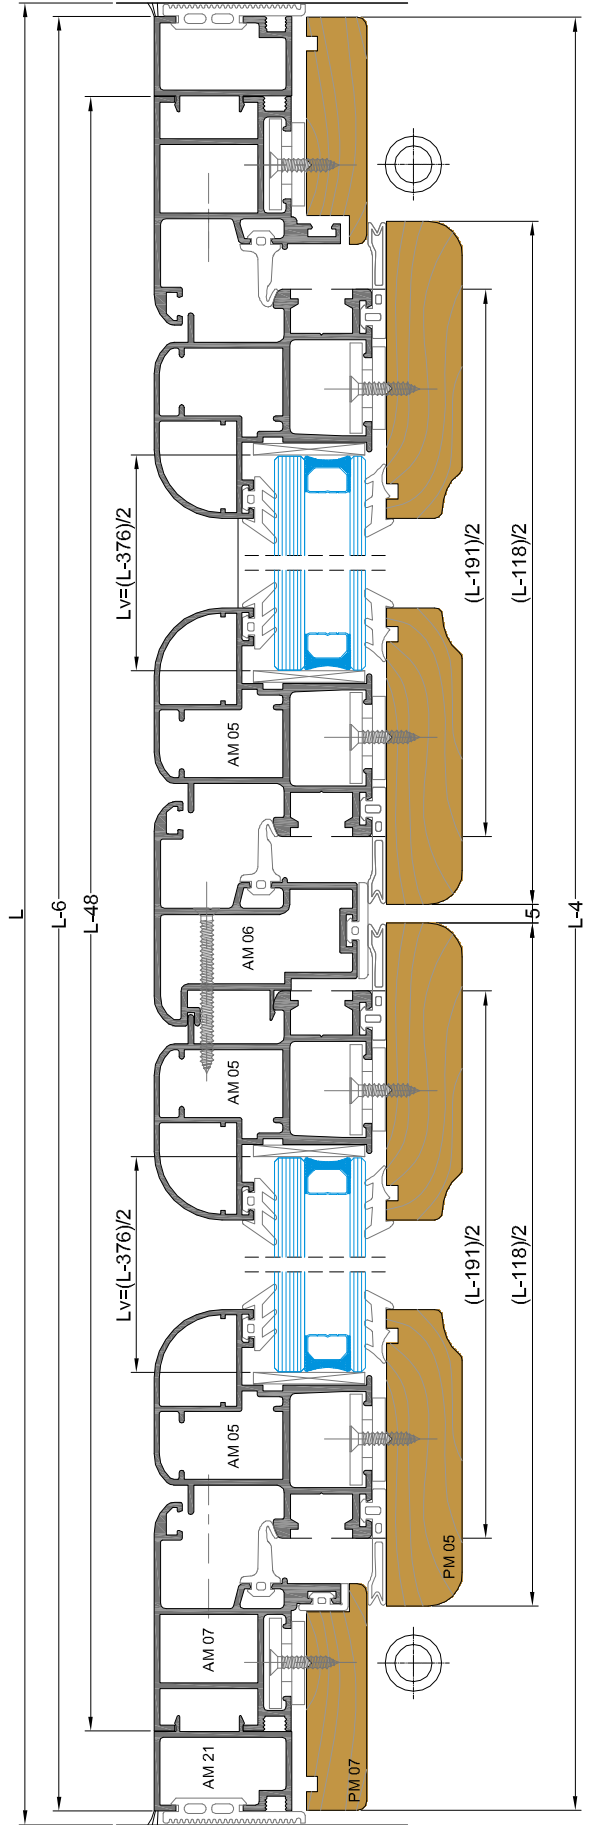 L
L-6
L-48
L-4
Lv=(L-376)/2
(L-191)/2
(L-118)/2
AM 05
5
AM 06
AM 05
Lv=(L-376)/2
(L-191)/2
(L-118)/2
AM 05
PM 05
AM 07
AM 21
PM 07